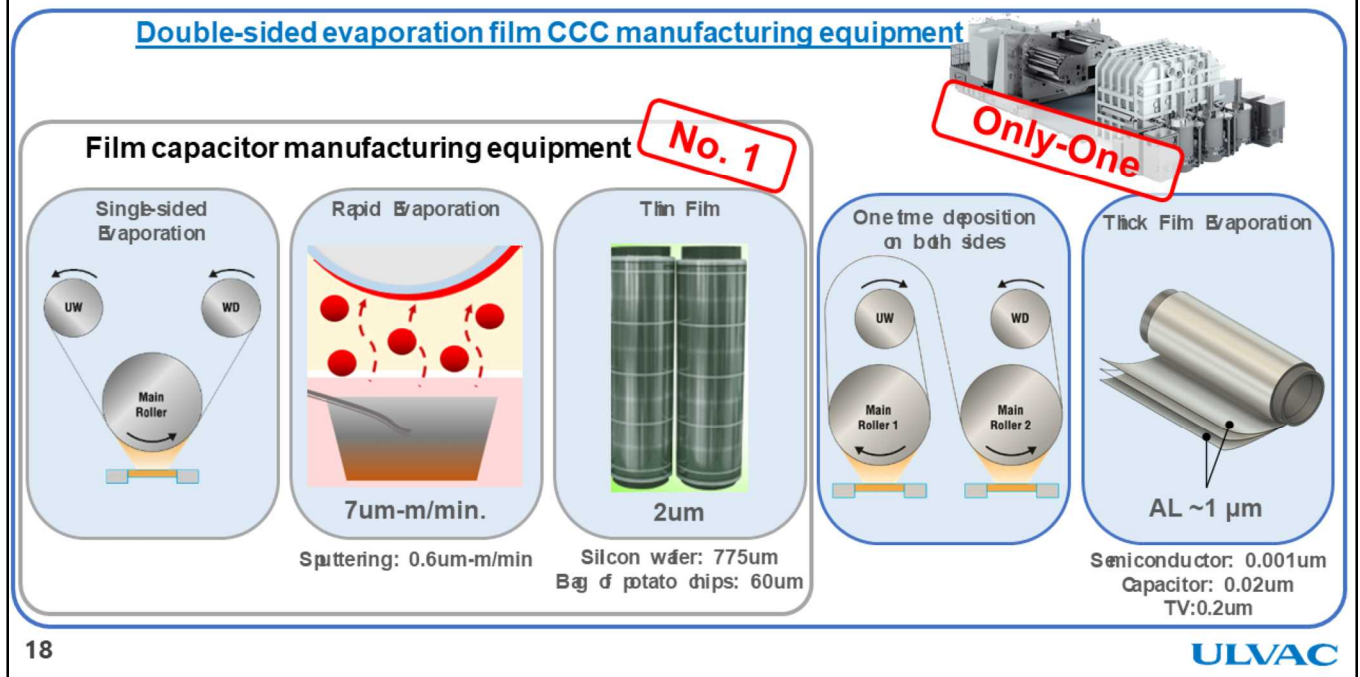 Double-sided evaporation film CCC manufacturing equipment
Only-One
Film capacitor manufacturing equipment
No. 1
Single-sided
Evaporation
UW
WD
Main
Roller
Rapid Evaporation
7um-m/min.
Sputtering: 0.6um-m/min
Thin Film
2um
Silicon wafer: 775um
Bag of potato chips: 60um
One time deposition
on both sides
UW
WD
Main
Roller 1
Main
Roller 2
Thick Film Evaporation
AL ~1 μm
Semiconductor: 0.001um
Capacitor: 0.02um
TV:0.2um
18
ULVAC